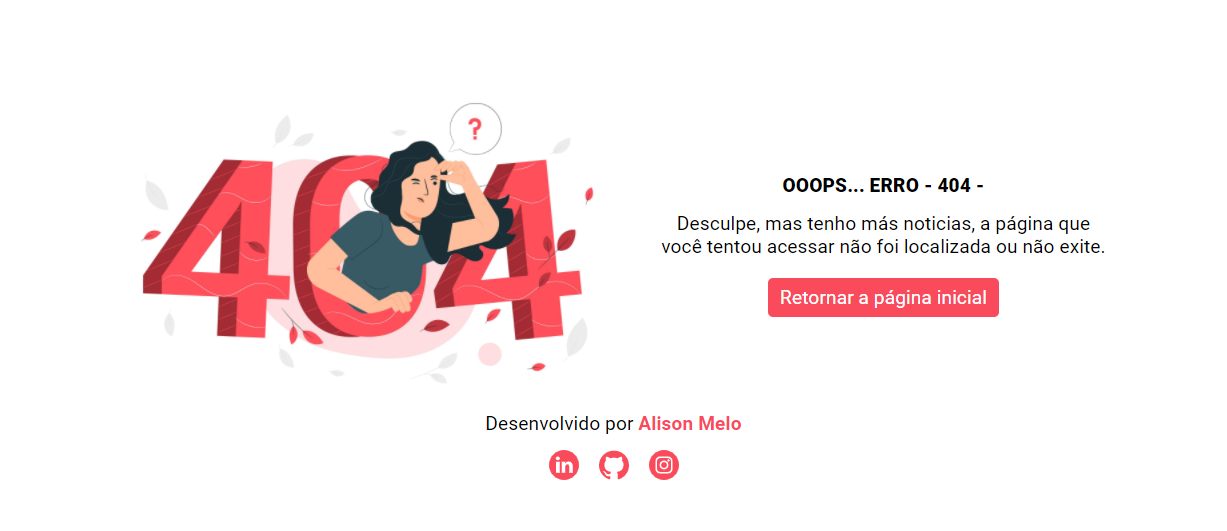 404
?
OOOPS... ERRO - 404 -
Desculpe, mas tenho más noticias, a página que
você tentou acessar não foi localizada ou não exite.
Retornar a página inicial
Desenvolvido por Alison Melo
in